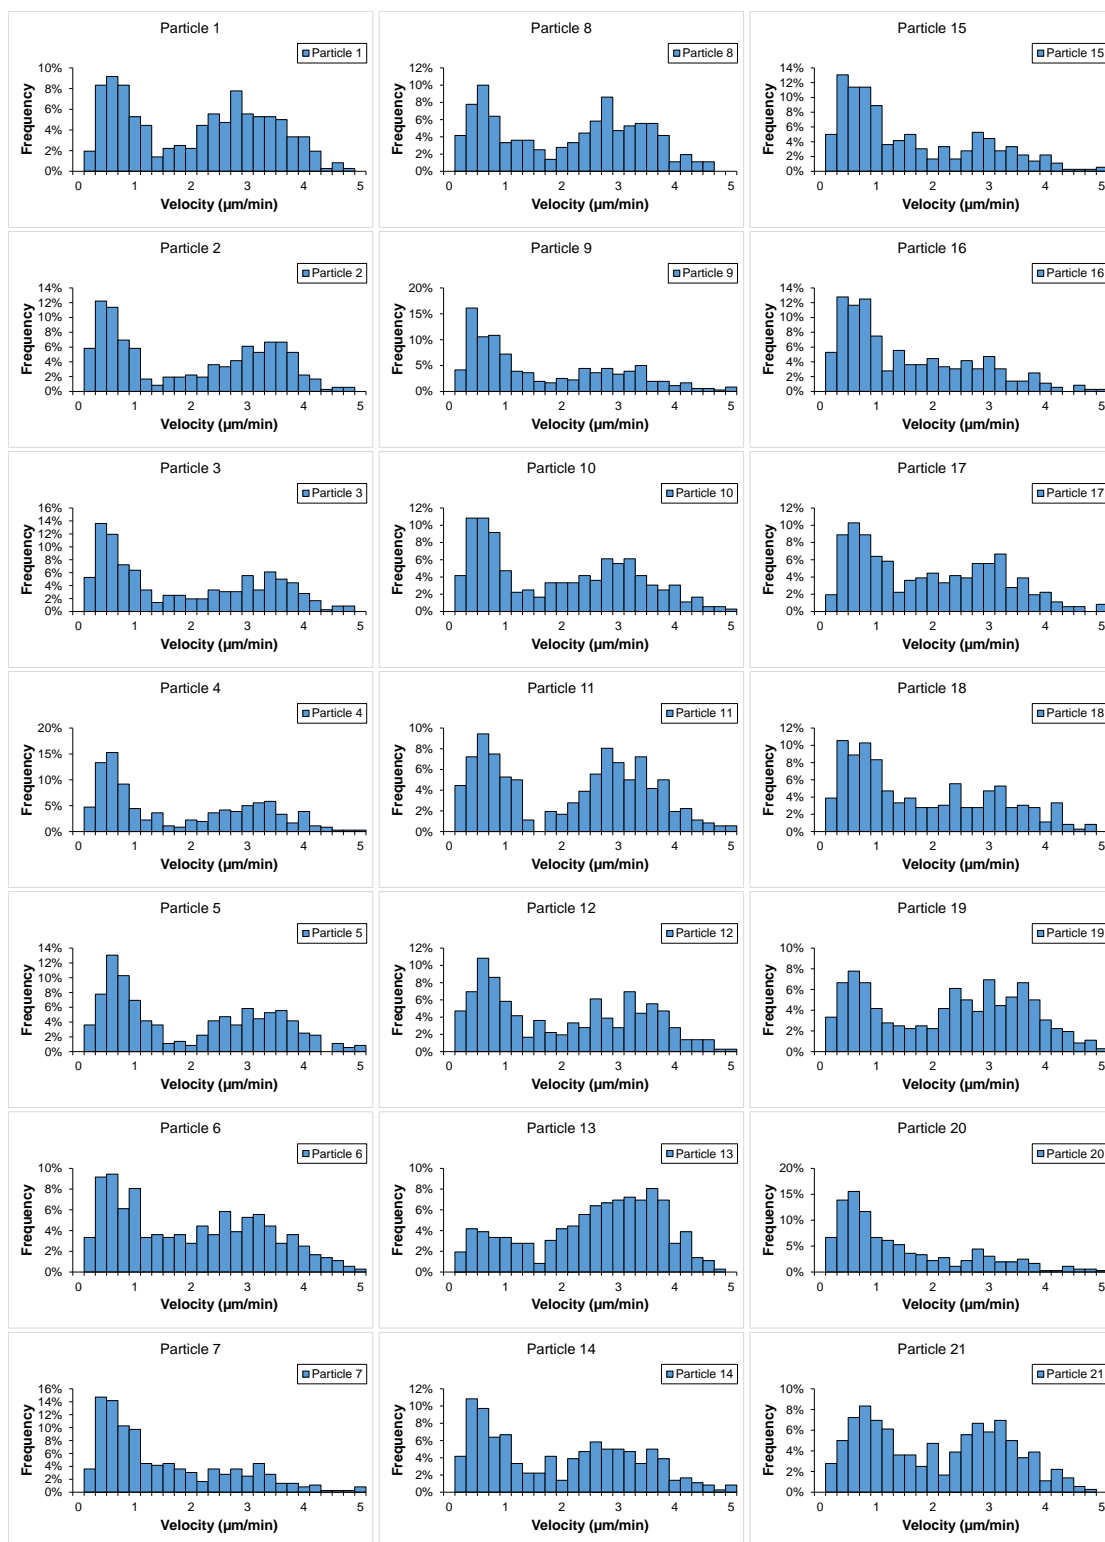 Particle 1
Particle 1
Frequency
10%
8%
6%
4%
2%
0%
0 1 2 3 4 5
Velocity (µm/min)
Particle 8
Particle 8
Frequency
12%
10%
8%
6%
4%
2%
0%
0 1 2 3 4 5
Velocity (µm/min)
Particle 15
Particle 15
Frequency
14%
12%
10%
8%
6%
4%
2%
0%
0 1 2 3 4 5
Velocity (µm/min)
Particle 2
Particle 2
Frequency
14%
12%
10%
8%
6%
4%
2%
0%
0 1 2 3 4 5
Velocity (µm/min)
Particle 9
Particle 9
Frequency
20%
15%
10%
5%
0%
0 1 2 3 4 5
Velocity (µm/min)
Particle 16
Particle 16
Frequency
14%
12%
10%
8%
6%
4%
2%
0%
0 1 2 3 4 5
Velocity (µm/min)
Particle 3
Particle 3
Frequency
16%
14%
12%
10%
8%
6%
4%
2%
0%
0 1 2 3 4 5
Velocity (µm/min)
Particle 10
Particle 10
Frequency
12%
10%
8%
6%
4%
2%
0%
0 1 2 3 4 5
Velocity (µm/min)
Particle 17
Particle 17
Frequency
12%
10%
8%
6%
4%
2%
0%
0 1 2 3 4 5
Velocity (µm/min)
Particle 4
Particle 4
Frequency
20%
15%
10%
5%
0%
0 1 2 3 4 5
Velocity (µm/min)
Particle 11
Particle 11
Frequency
10%
8%
6%
4%
2%
0%
0 1 2 3 4 5
Velocity (µm/min)
Particle 18
Particle 18
Frequency
12%
10%
8%
6%
4%
2%
0%
0 1 2 3 4 5
Velocity (µm/min)
Particle 5
Particle 5
Frequency
14%
12%
10%
8%
6%
4%
2%
0%
0 1 2 3 4 5
Velocity (µm/min)
Particle 12
Particle 12
Frequency
12%
10%
8%
6%
4%
2%
0%
0 1 2 3 4 5
Velocity (µm/min)
Particle 19
Particle 19
Frequency
10%
8%
6%
4%
2%
0%
0 1 2 3 4 5
Velocity (µm/min)
Particle 6
Particle 6
Frequency
10%
8%
6%
4%
2%
0%
0 1 2 3 4 5
Velocity (µm/min)
Particle 13
Particle 13
Frequency
10%
8%
6%
4%
2%
0%
0 1 2 3 4 5
Velocity (µm/min)
Particle 20
Particle 20
Frequency
20%
15%
10%
5%
0%
0 1 2 3 4 5
Velocity (µm/min)
Particle 7
Particle 7
Frequency
16%
14%
12%
10%
8%
6%
4%
2%
0%
0 1 2 3 4 5
Velocity (µm/min)
Particle 14
Particle 14
Frequency
12%
10%
8%
6%
4%
2%
0%
0 1 2 3 4 5
Velocity (µm/min)
Particle 21
Particle 21
Frequency
10%
8%
6%
4%
2%
0%
0 1 2 3 4 5
Velocity (µm/min)